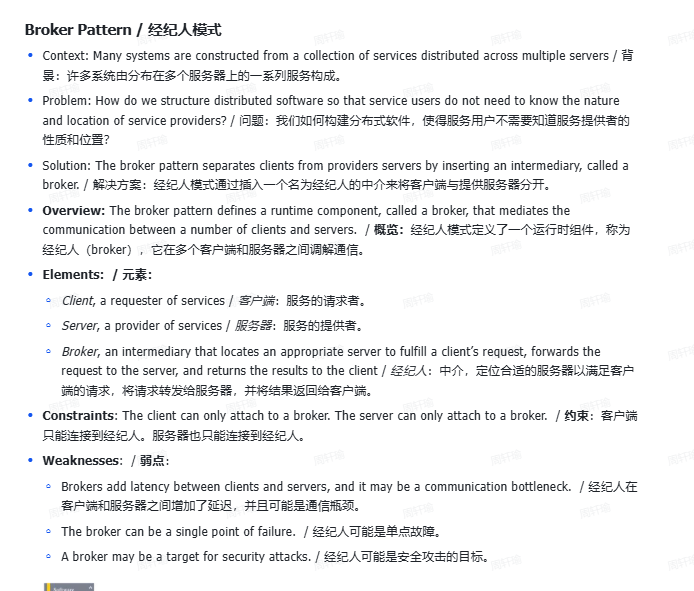 Broker Pattern / 经纪人模式
Context: Many systems are constructed from a collection of services distributed across multiple servers / 背
景：许多系统由分布在多个服务器上的一系列服务构成。
Problem: How do we structure distributed software so that service users do not need to know the nature
and location of service providers? / 问题：我们如何构建分布式软件，使得服务用户不需要知道服务提供者的
性质和位置？
Solution: The broker pattern separates clients from providers servers by inserting an intermediary, called a
broker. / 解决方案：经纪人模式通过插入一个名为经纪人的中介来将客户端与提供服务器分开。
Overview: The broker pattern defines a runtime component, called a broker, that mediates the
communication between a number of clients and servers. / 概览：经纪人模式定义了一个运行时组件，称为
经纪人（broker），它在多个客户端和服务器之间调解通信。
Elements: / 元素：
Client, a requester of services / 客户端：服务的请求者。
Server, a provider of services / 服务器：服务的提供者。
Broker, an intermediary that locates an appropriate server to fulfill a client's request, forwards the
request to the server, and returns the results to the client / 经纪人：中介，定位合适的服务器以满足客户
端的请求，将请求转发给服务器，并将结果返回给客户端。
Constraints: The client can only attach to a broker. The server can only attach to a broker. / 约束：客户端
只能连接到经纪人。服务器也只能连接到经纪人。
Weaknesses: / 弱点：
Brokers add latency between clients and servers, and it may be a communication bottleneck. / 经纪人在
客户端和服务器之间增加了延迟，并且可能是通信瓶颈。
The broker can be a single point of failure. / 经纪人可能是单点故障。
A broker may be a target for security attacks. / 经纪人可能是安全攻击的目标。